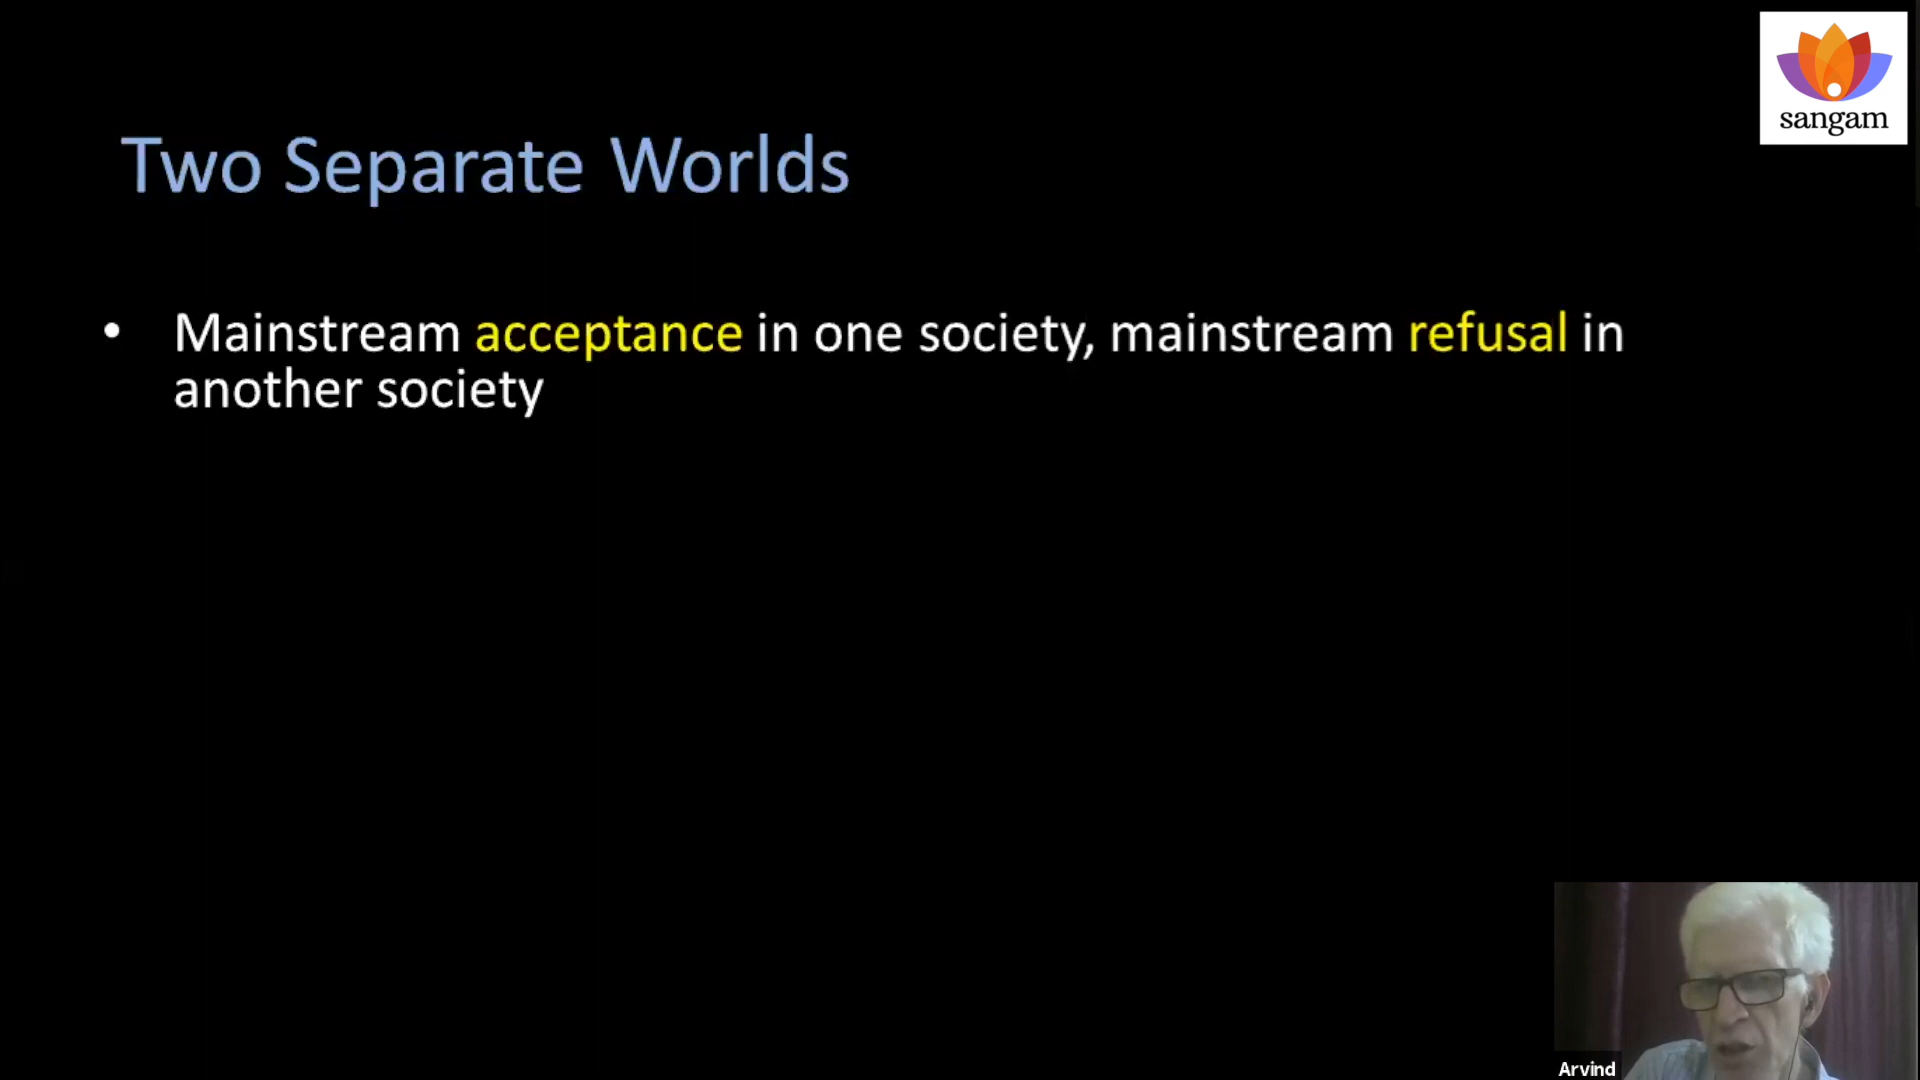 sangam
Two Separate Worlds
• Mainstream acceptance in one society, mainstream refusal in
another society
Arvind